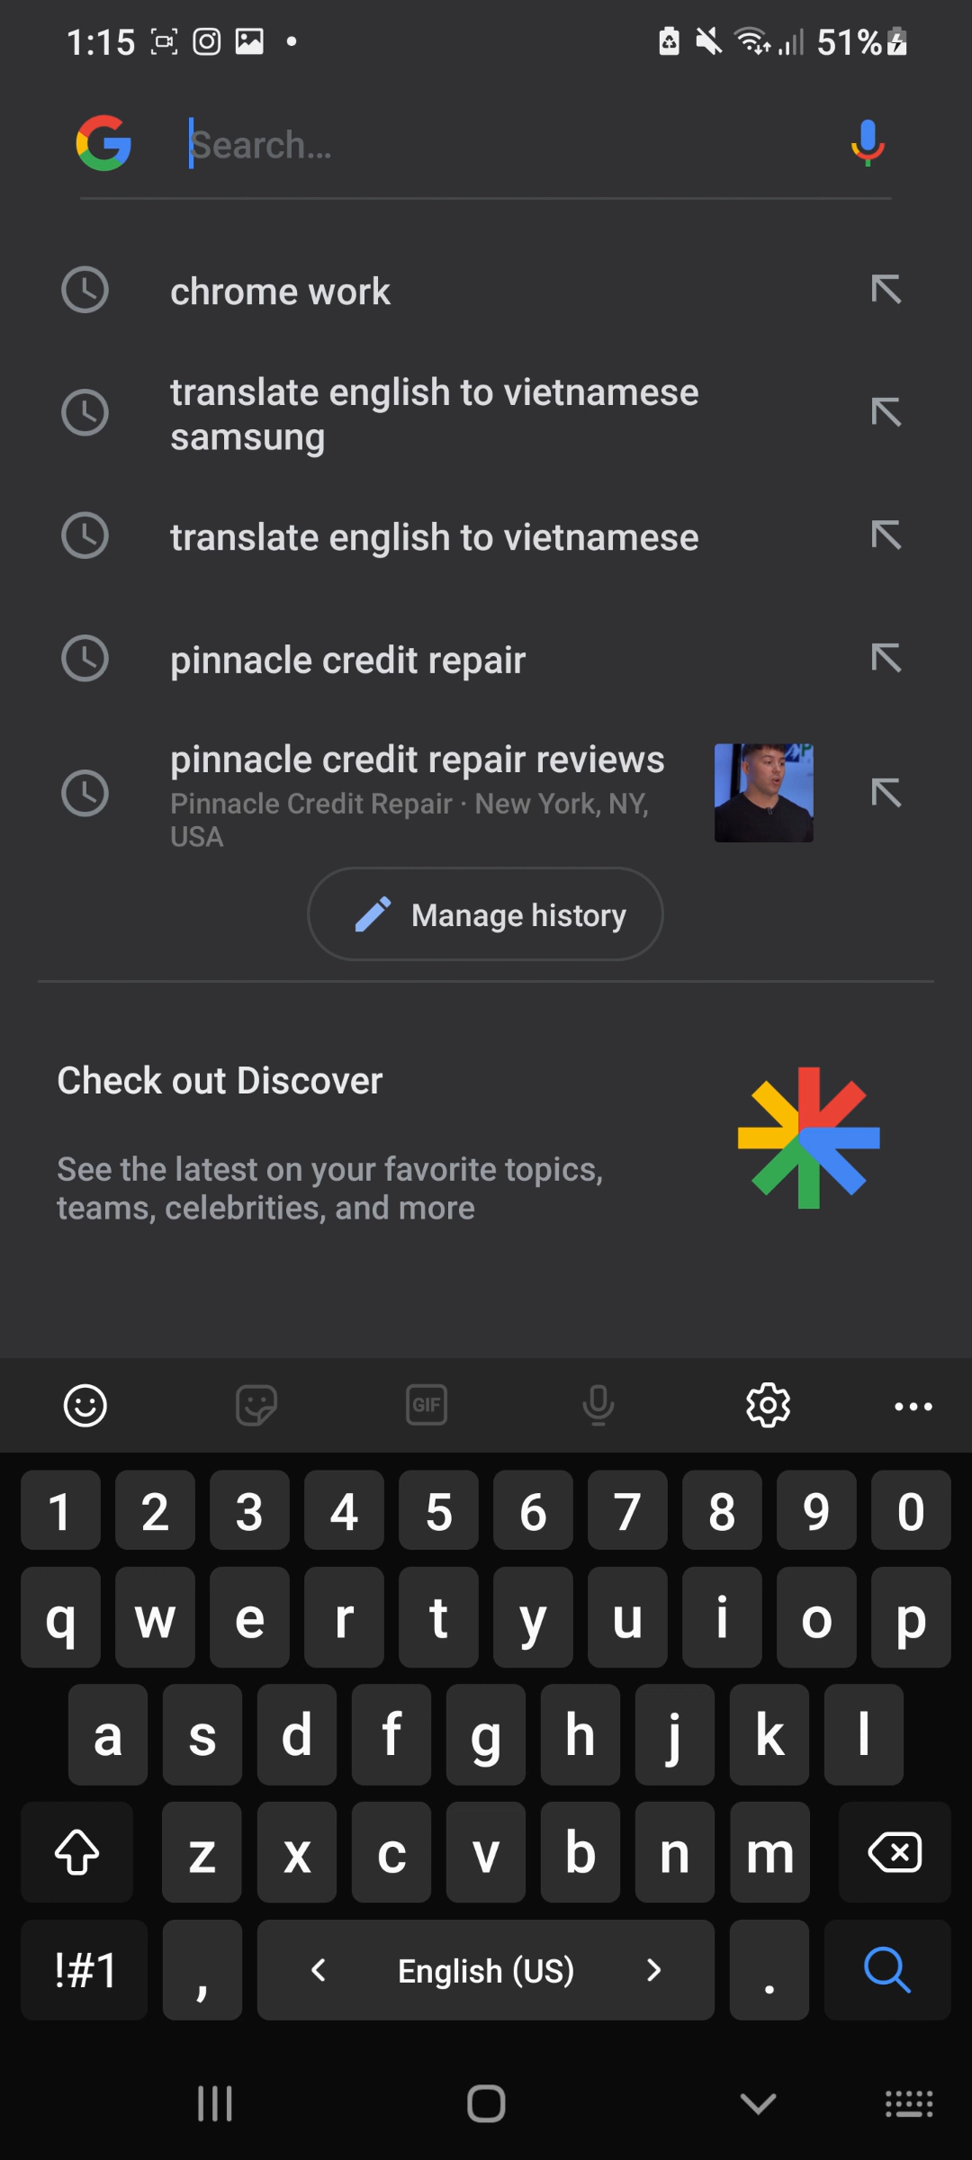 1:15
51%
Search...
chrome work
translate english to vietnamese
samsung
translate english to vietnamese
pinnacle credit repair
pinnacle credit repair reviews
Pinnacle Credit Repair · New York, NY,
USA
Manage history
Check out Discover
See the latest on your favorite topics,
teams, celebrities, and more
GIF
1 2 3 4 5 6 7 8 9 0
q w e r t y u i o p
a s d f g h j k l
z x c v b n m
!#1 , < English (US) > .